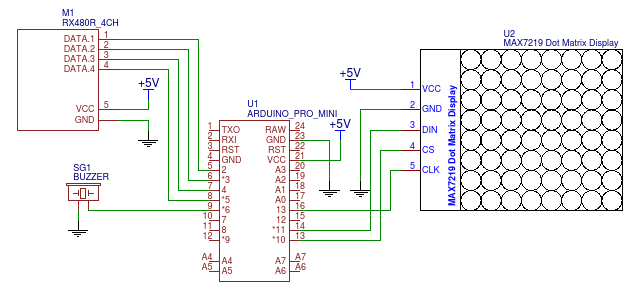 M1
RX480R_4CH
DATA.1 1
DATA.2 2
DATA.3 3
DATA.4 4
VCC 5
GND
+5V
SG1
BUZZER
U1
ARDUINO_PRO_MINI
+5V
1 TXO RAW 24
2 RXI GND 23
3 RST RST 22
4 GND VCC 21
5 2 A3 20
6 *3 A2 19
7 4 A1 18
8 *5 A0 17
9 *6 13 16
10 7 12 15
11 8 *11 14
12 *9 *10 13
A4 A4 A7 A7
A5 A5 A6 A6
+5V
U2
MAX7219 Dot Matrix Display
1 VCC
2 GND
3 DIN
4 CS
5 CLK
MAX7219 Dot Matrix Display